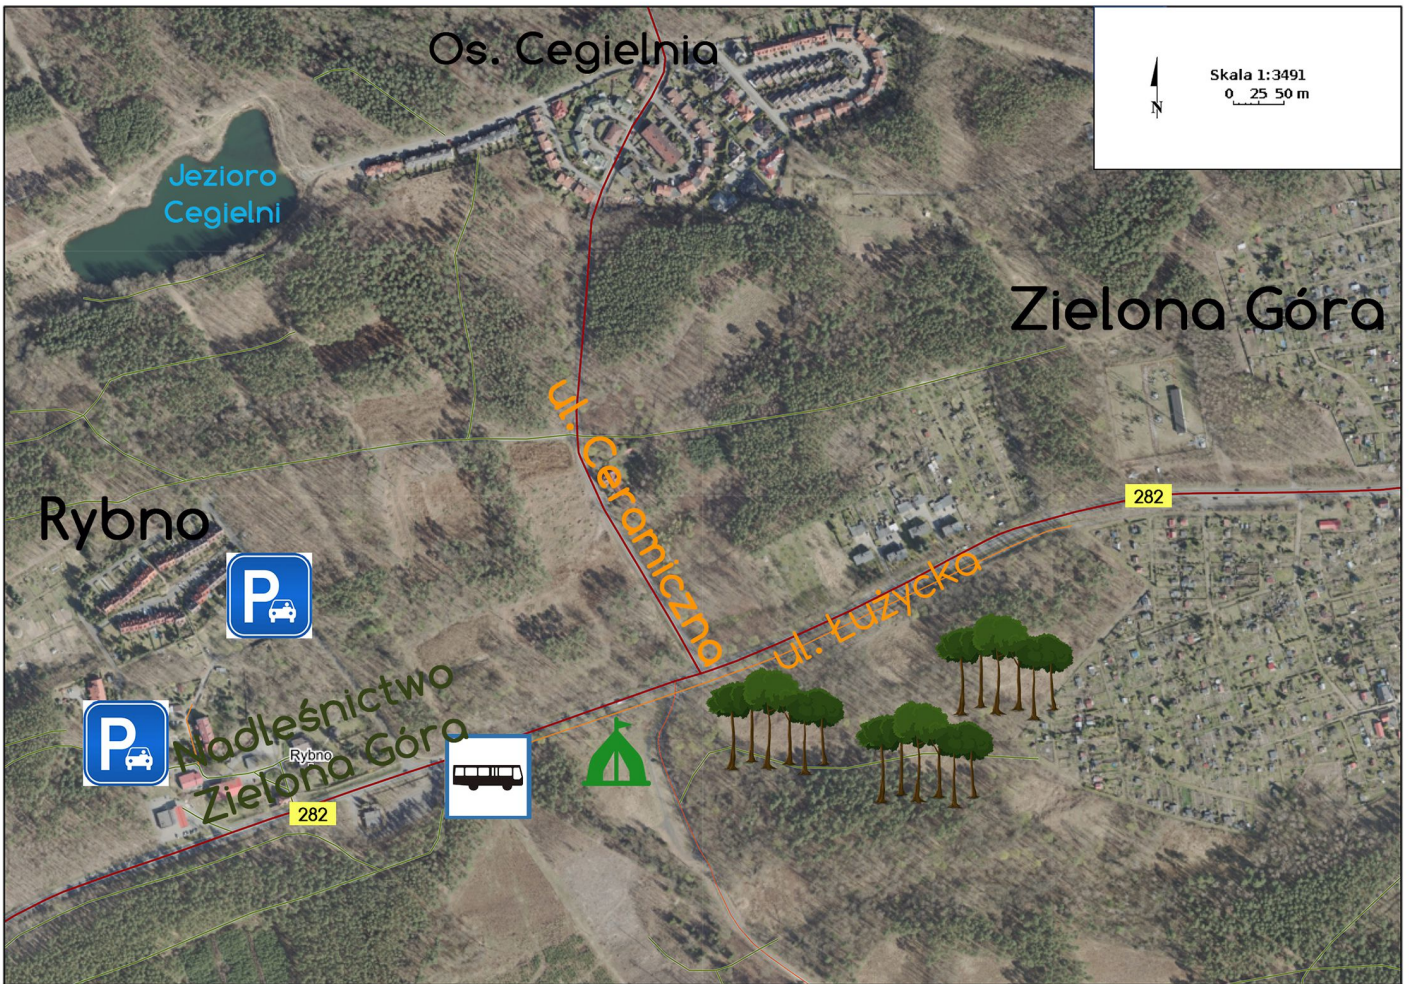 Os. Cegielnia
Skala 1:3491
0 25 50 m
N
Jezioro
Cegielni
Zielona Góra
ul. Ceramiczna
282
Rybno
P
ul. Łużycka
Nadleśnictwo
Zielona Góra
P
Rybno
282